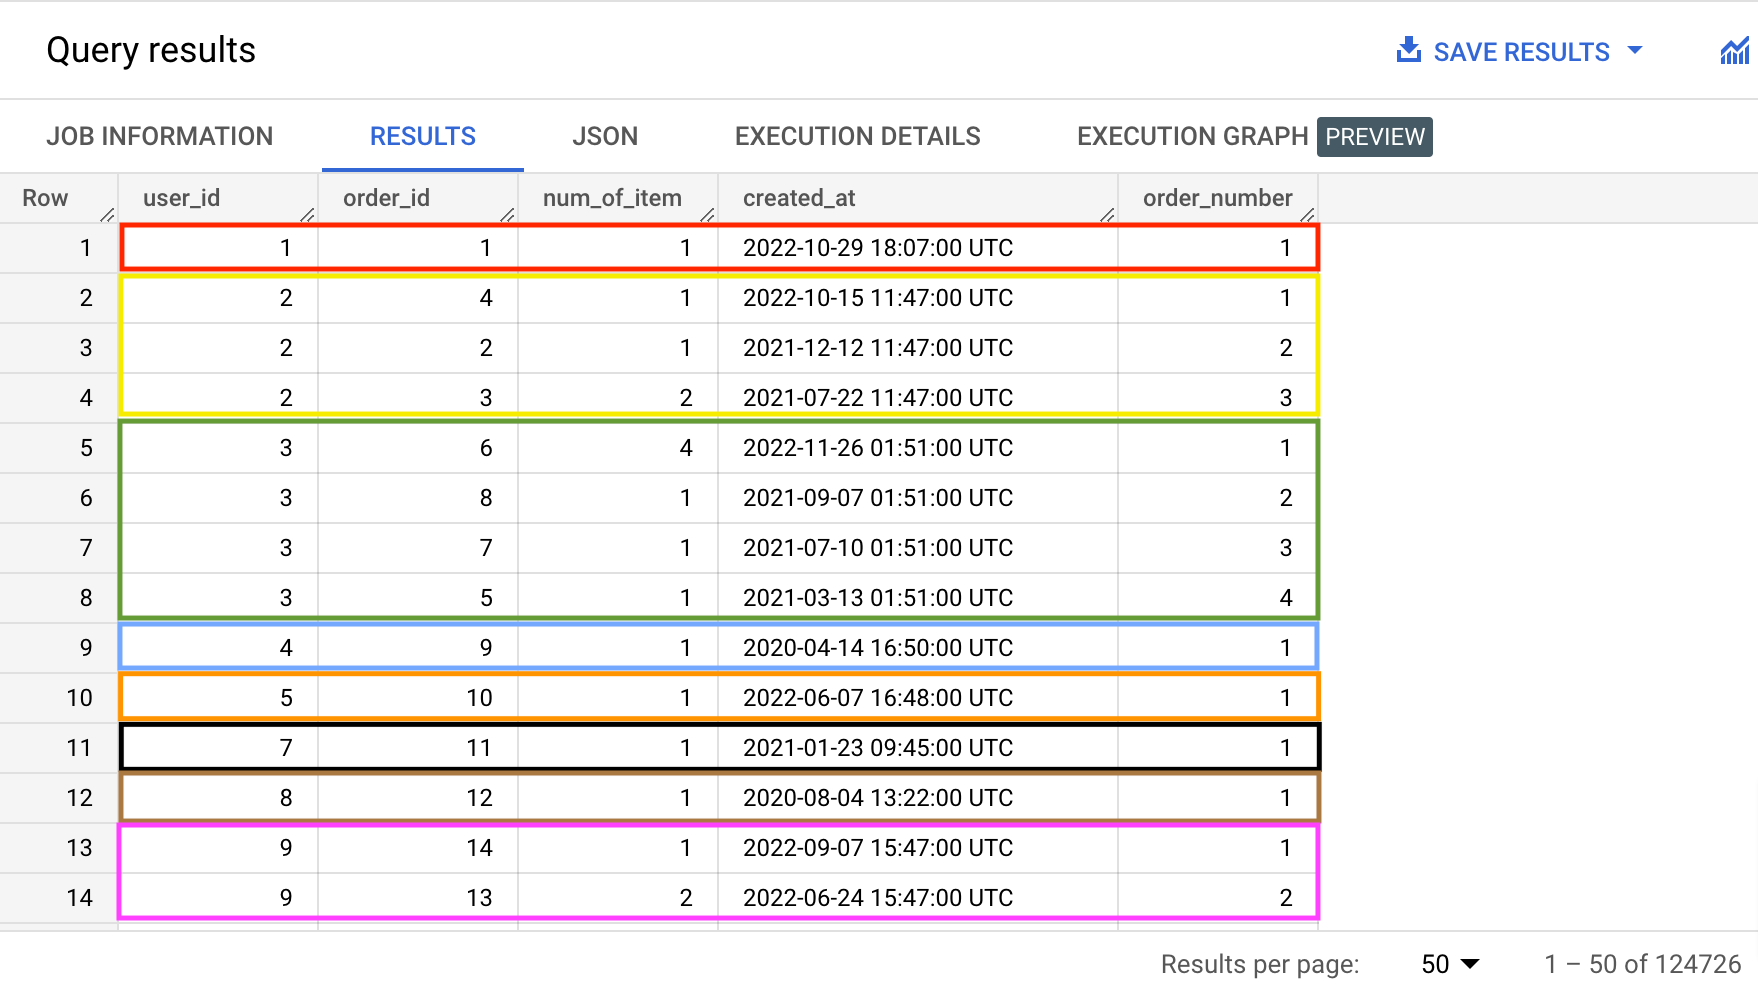 Query results SAVE RESULTS
JOB INFORMATION RESULTS JSON EXECUTION DETAILS EXECUTION GRAPH PREVIEW
Row user_id order_id num_of_item created_at order_number
1 1 1 1 2022-10-29 18:07:00 UTC 1
2 2 4 1 2022-10-15 11:47:00 UTC 1
3 2 2 1 2021-12-12 11:47:00 UTC 2
4 2 3 2 2021-07-22 11:47:00 UTC 3
5 3 6 4 2022-11-26 01:51:00 UTC 1
6 3 8 1 2021-09-07 01:51:00 UTC 2
7 3 7 1 2021-07-10 01:51:00 UTC 3
8 3 5 1 2021-03-13 01:51:00 UTC 4
9 4 9 1 2020-04-14 16:50:00 UTC 1
10 5 10 1 2022-06-07 16:48:00 UTC 1
11 7 11 1 2021-01-23 09:45:00 UTC 1
12 8 12 1 2020-08-04 13:22:00 UTC 1
13 9 14 1 2022-09-07 15:47:00 UTC 1
14 9 13 2 2022-06-24 15:47:00 UTC 2
Results per page: 50 1 – 50 of 124726